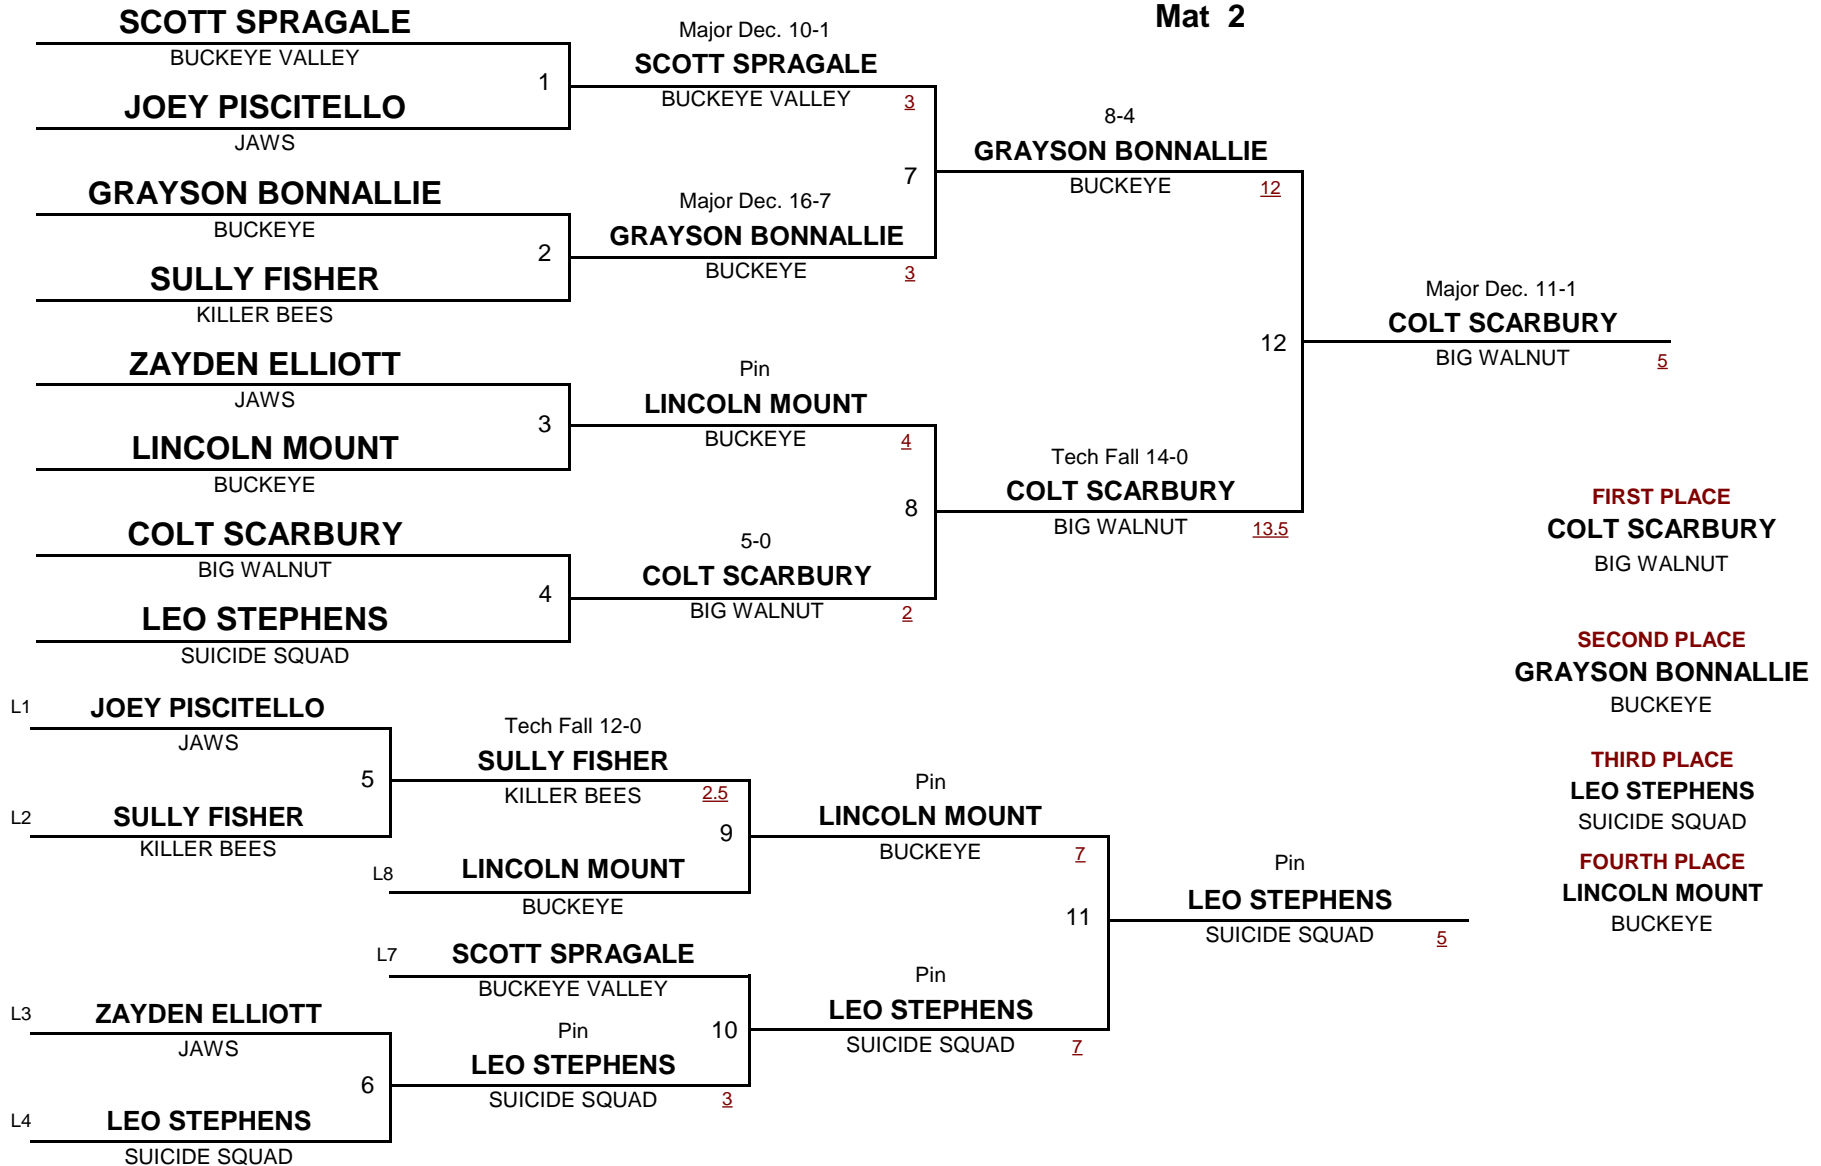 Mat 2
SCOTT SPRAGALE
BUCKEYE VALLEY
1
JOEY PISCITELLO
JAWS
GRAYSON BONNALLIE
BUCKEYE
2
SULLY FISHER
KILLER BEES
ZAYDEN ELLIOTT
JAWS
3
LINCOLN MOUNT
BUCKEYE
COLT SCARBURY
BIG WALNUT
4
LEO STEPHENS
SUICIDE SQUAD
Major Dec. 10-1
SCOTT SPRAGALE
BUCKEYE VALLEY 3
7
Major Dec. 16-7
GRAYSON BONNALLIE
BUCKEYE 3
Pin
LINCOLN MOUNT
BUCKEYE 4
8
5-0
COLT SCARBURY
BIG WALNUT 2
8-4
GRAYSON BONNALLIE
BUCKEYE 12
12
Tech Fall 14-0
COLT SCARBURY
BIG WALNUT 13.5
Major Dec. 11-1
COLT SCARBURY
BIG WALNUT 5
FIRST PLACE
COLT SCARBURY
BIG WALNUT
SECOND PLACE
GRAYSON BONNALLIE
BUCKEYE
THIRD PLACE
LEO STEPHENS
SUICIDE SQUAD
FOURTH PLACE
LINCOLN MOUNT
BUCKEYE
L1 JOEY PISCITELLO
JAWS
5
L2 SULLY FISHER
KILLER BEES
L3 ZAYDEN ELLIOTT
JAWS
6
L4 LEO STEPHENS
SUICIDE SQUAD
Tech Fall 12-0
SULLY FISHER
KILLER BEES 2.5
9
L8 LINCOLN MOUNT
BUCKEYE
L7 SCOTT SPRAGALE
BUCKEYE VALLEY
10
Pin
LEO STEPHENS
SUICIDE SQUAD 3
Pin
LINCOLN MOUNT
BUCKEYE 7
11
Pin
LEO STEPHENS
SUICIDE SQUAD 7
Pin
LEO STEPHENS
SUICIDE SQUAD 5